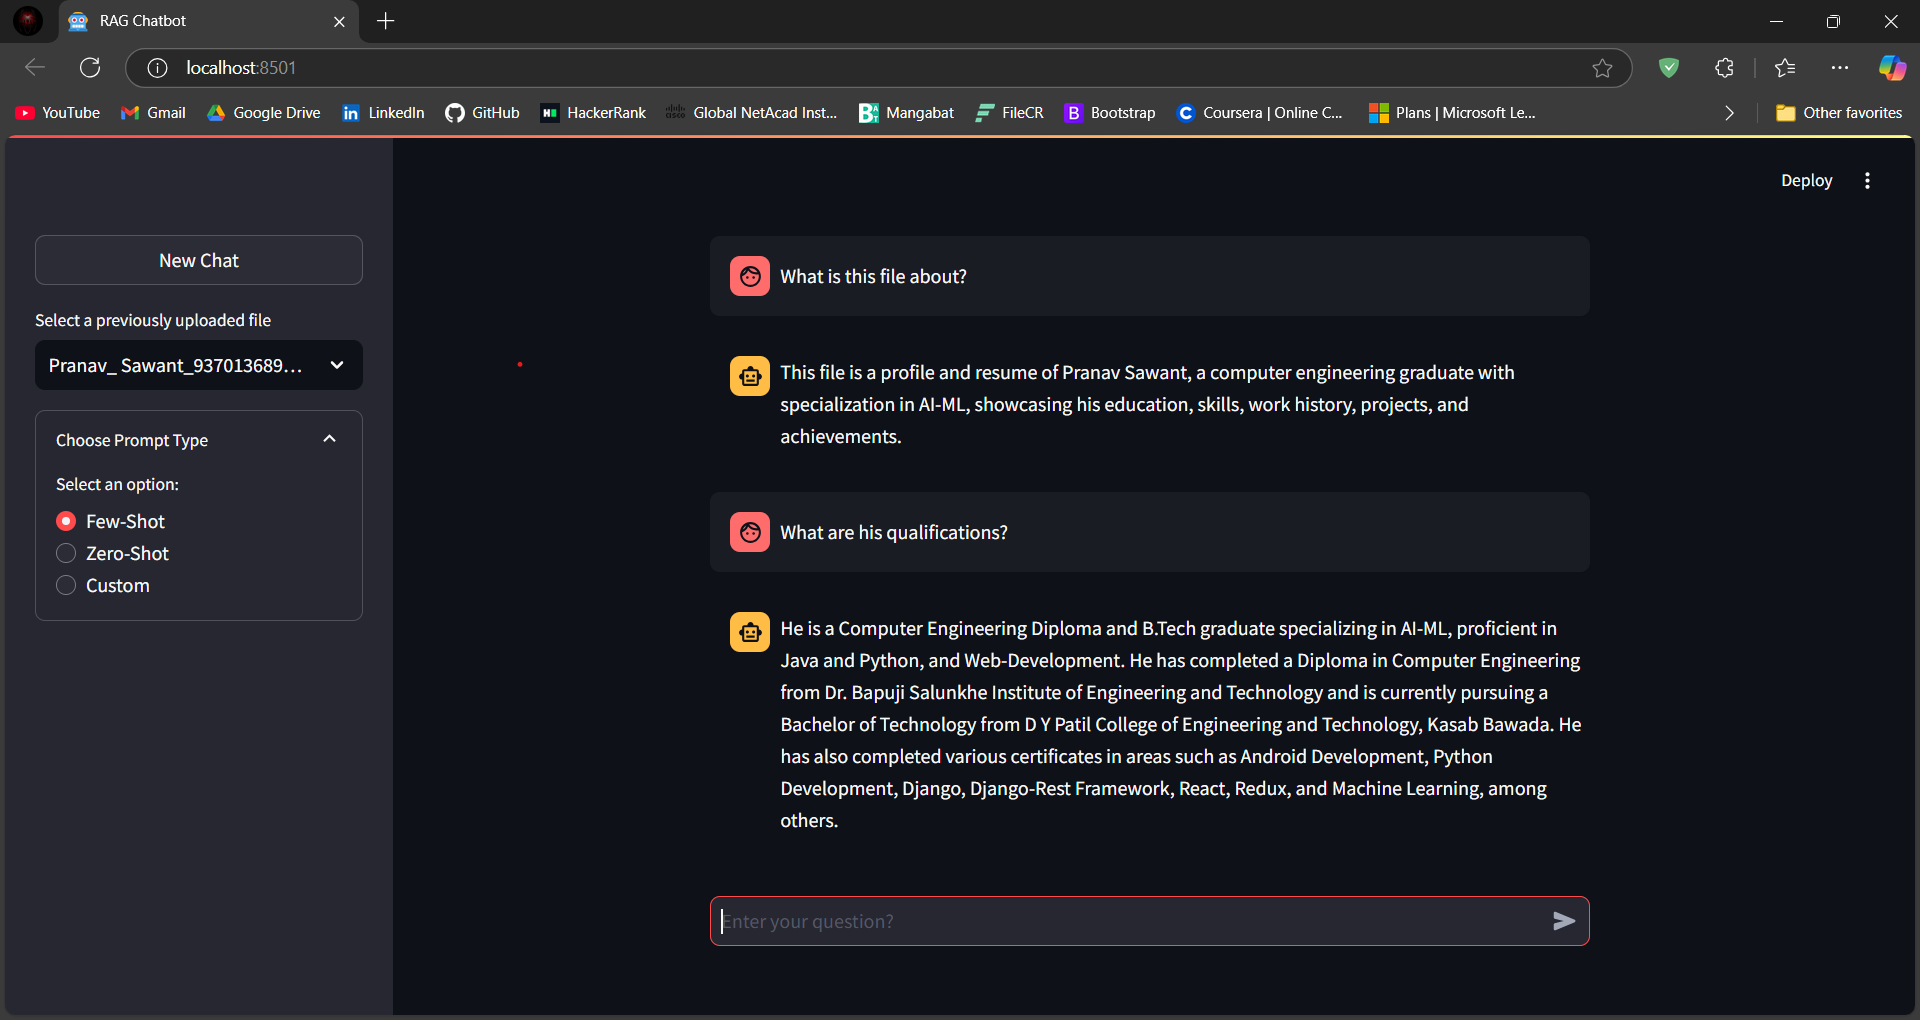 RAG Chatbot
localhost:8501
YouTube Gmail Google Drive LinkedIn GitHub HackerRank Global NetAcad Inst... Mangabat FileCR Bootstrap Coursera | Online C... Plans | Microsoft Le... Other favorites
Deploy
New Chat
Select a previously uploaded file
Pranav_ Sawant_937013689...
Choose Prompt Type
Select an option:
Few-Shot
Zero-Shot
Custom
What is this file about?
This file is a profile and resume of Pranav Sawant, a computer engineering graduate with
specialization in AI-ML, showcasing his education, skills, work history, projects, and
achievements.
What are his qualifications?
He is a Computer Engineering Diploma and B.Tech graduate specializing in AI-ML, proficient in
Java and Python, and Web-Development. He has completed a Diploma in Computer Engineering
from Dr. Bapuji Salunkhe Institute of Engineering and Technology and is currently pursuing a
Bachelor of Technology from D Y Patil College of Engineering and Technology, Kasab Bawada. He
has also completed various certificates in areas such as Android Development, Python
Development, Django, Django-Rest Framework, React, Redux, and Machine Learning, among
others.
Enter your question?